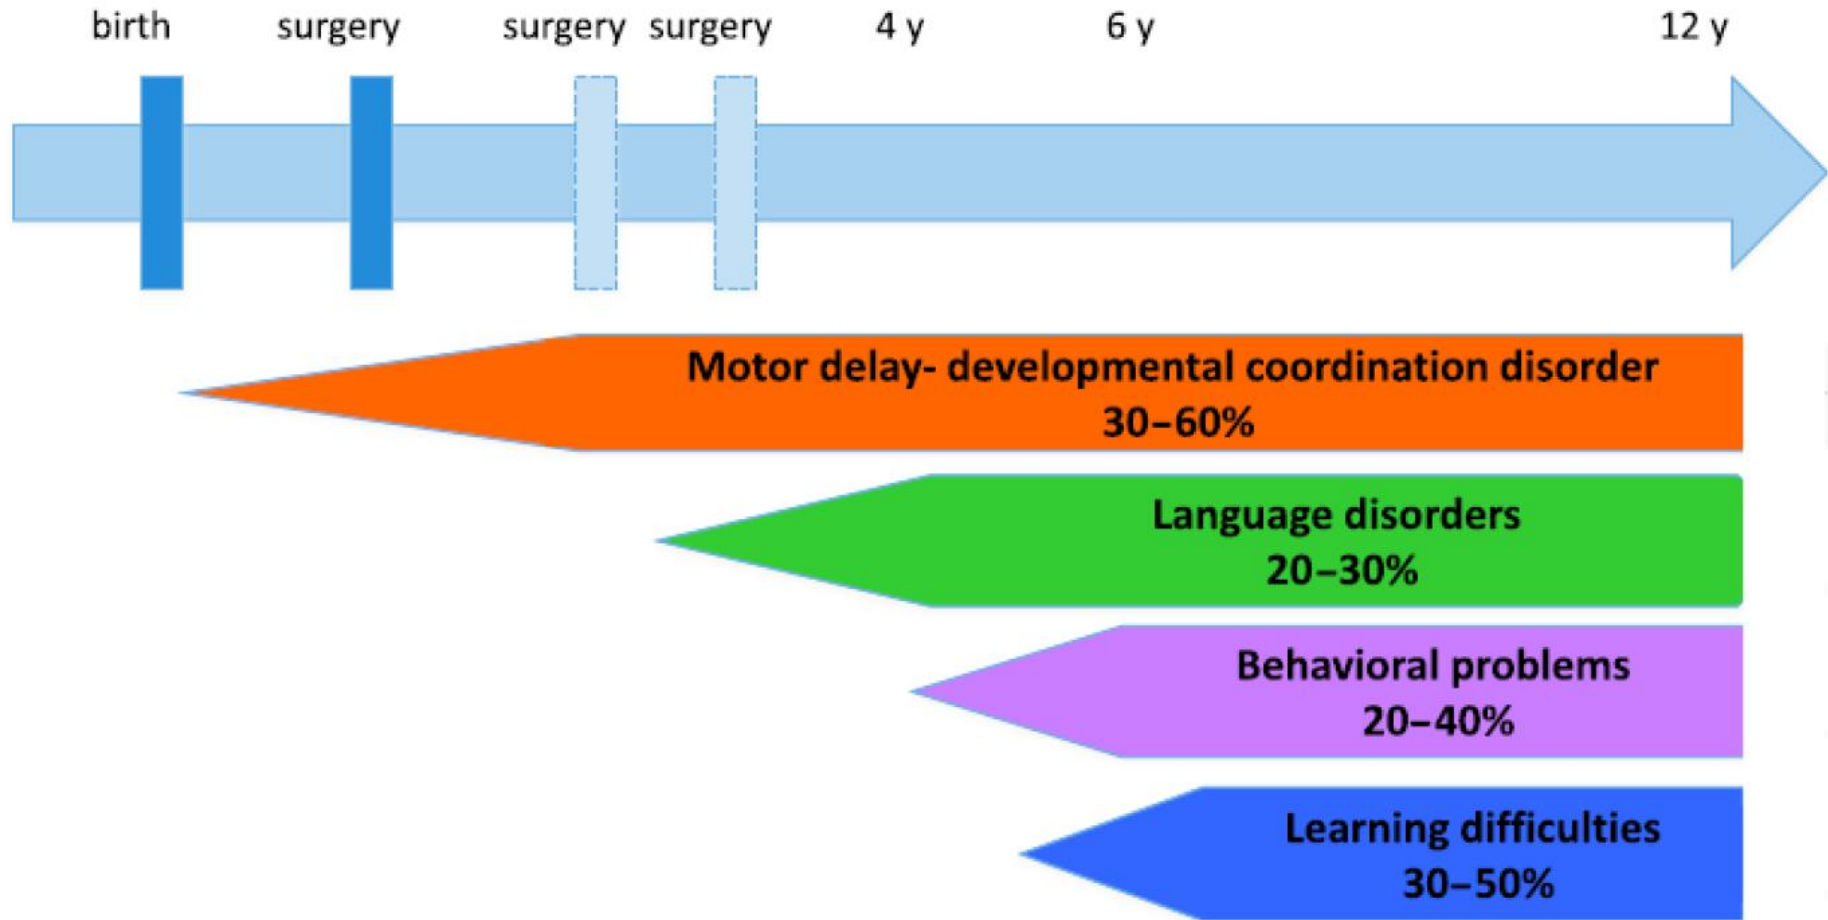 birth surgery surgery surgery 4 y 6 y 12 y
Motor delay- developmental coordination disorder
30–60%
Language disorders
20–30%
Behavioral problems
20–40%
Learning difficulties
30–50%